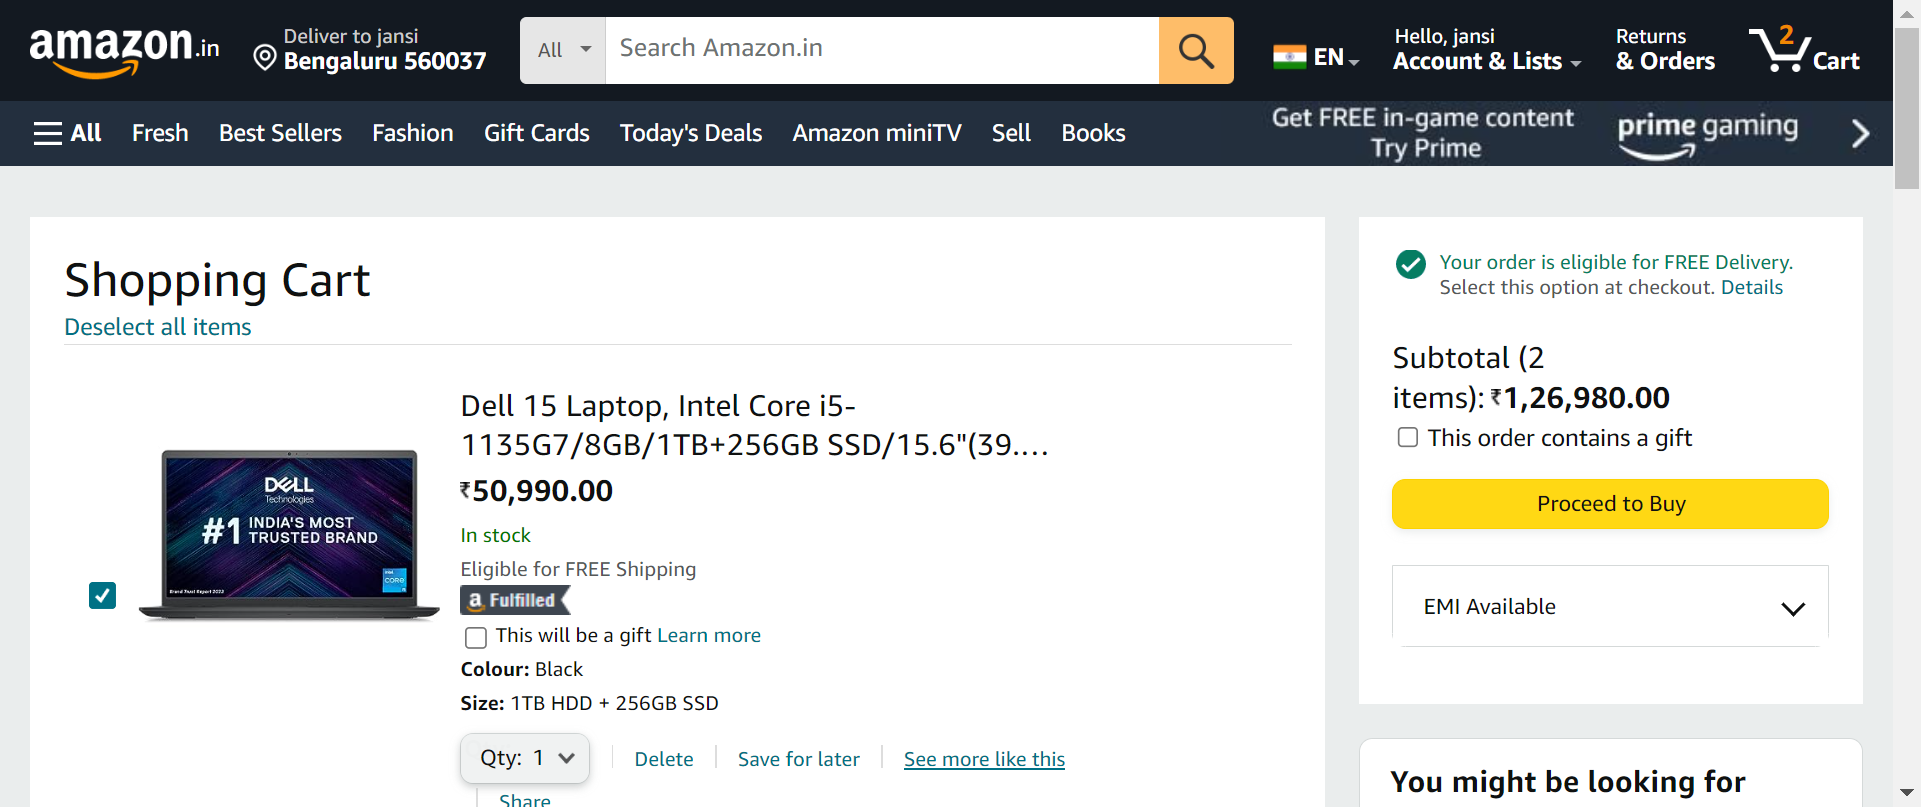 amazon.in
Deliver to jansi
Bengaluru 560037
All
Search Amazon.in
EN
Hello, jansi
Account & Lists
Returns
& Orders
2
Cart
All
Fresh
Best Sellers
Fashion
Gift Cards
Today's Deals
Amazon miniTV
Sell
Books
Get FREE in-game content
Try Prime
prime gaming
Shopping Cart
Deselect all items
Dell 15 Laptop, Intel Core i5-
1135G7/8GB/1TB+256GB SSD/15.6"(39.…
₹50,990.00
In stock
Eligible for FREE Shipping
a Fulfilled
This will be a gift Learn more
Colour: Black
Size: 1TB HDD + 256GB SSD
Qty: 1
Delete
Save for later
See more like this
Share
DELL
Technologies
#1 INDIA'S MOST
TRUSTED BRAND
intel
CORE
Brand Trust Report 2023
Your order is eligible for FREE Delivery.
Select this option at checkout. Details
Subtotal (2
items): ₹1,26,980.00
This order contains a gift
Proceed to Buy
EMI Available
You might be looking for